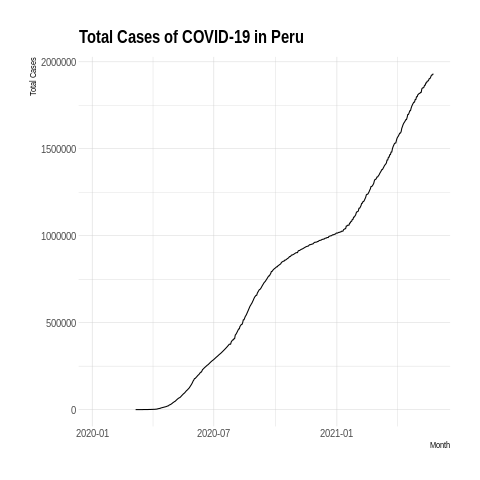 Total Cases of COVID-19 in Peru
Total Cases
2000000
1500000
1000000
500000
0
2020-01 2020-07 2021-01
Month